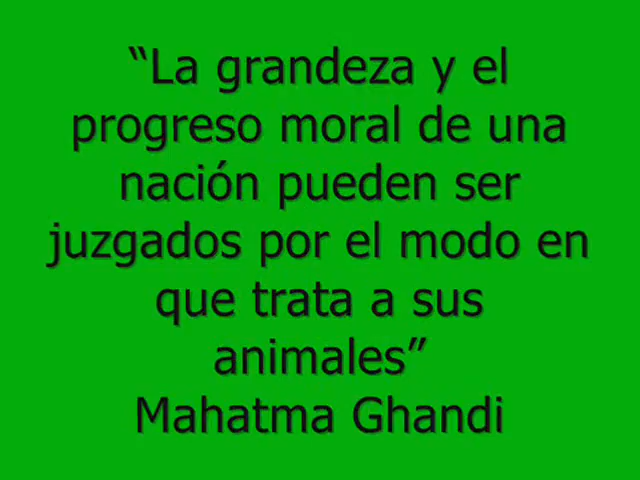 “La grandeza y el
progreso moral de una
nación pueden ser
juzgados por el modo en
que trata a sus
animales”
Mahatma Ghandi